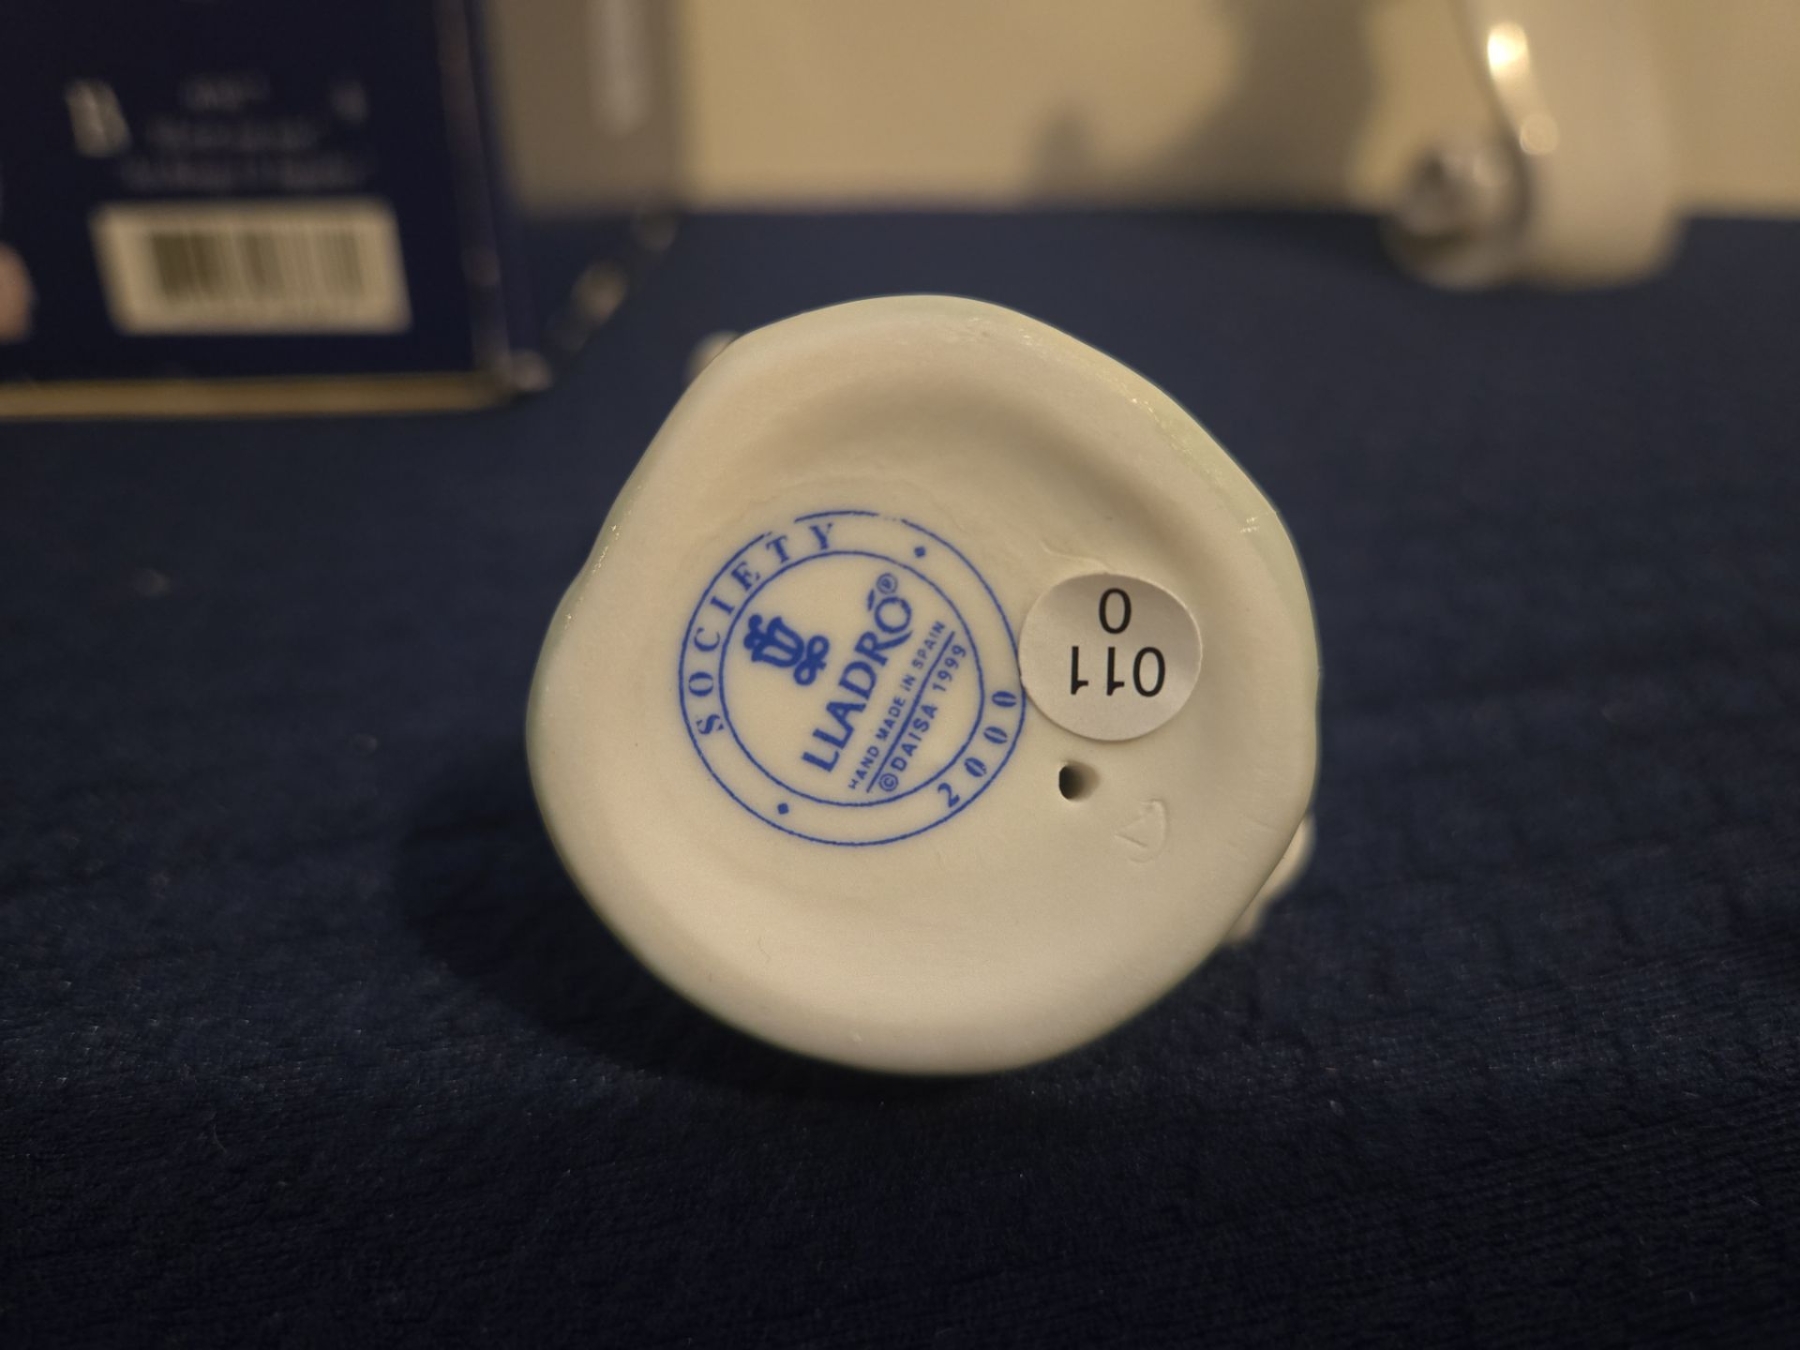 SOCIETY
LLADRÓ®
HAND MADE IN SPAIN
© DAISA 1999
2000
011
0